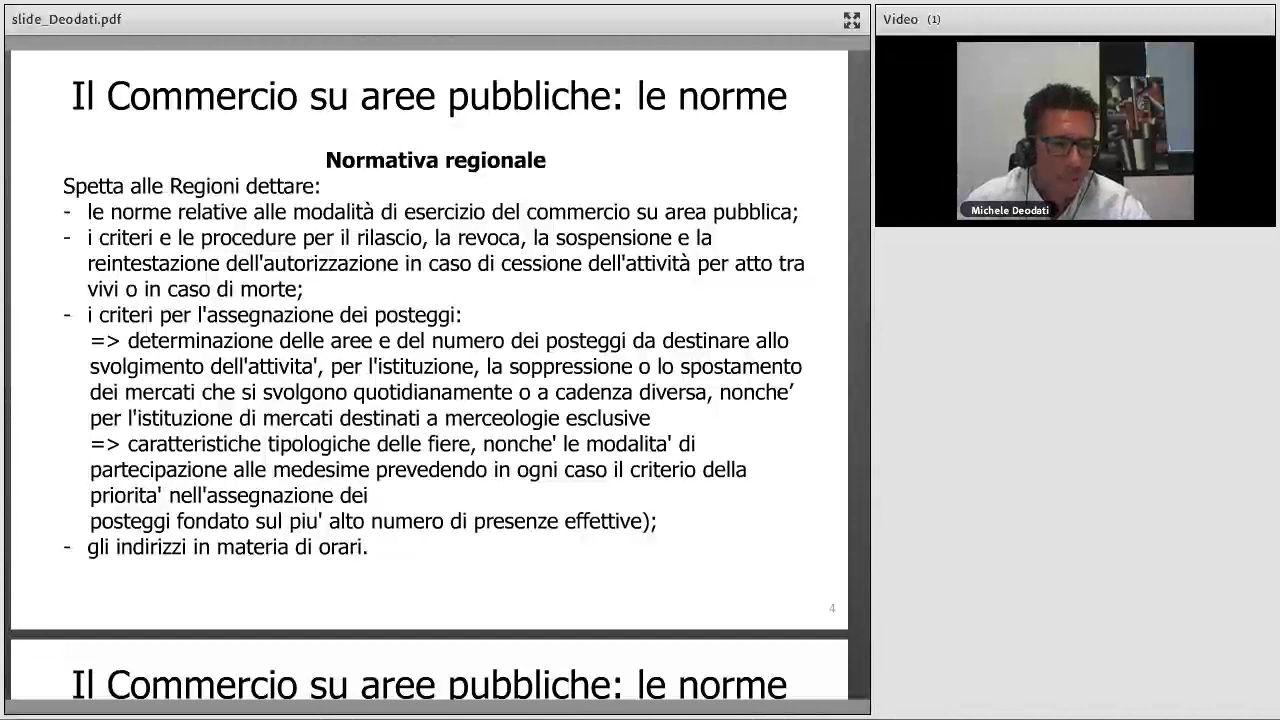 slide_Deodati.pdf
Video (1)
Il Commercio su aree pubbliche: le norme
Normativa regionale
Spetta alle Regioni dettare:
- le norme relative alle modalità di esercizio del commercio su area pubblica;
- i criteri e le procedure per il rilascio, la revoca, la sospensione e la
reintestazione dell'autorizzazione in caso di cessione dell'attività per atto tra
vivi o in caso di morte;
- i criteri per l'assegnazione dei posteggi:
=> determinazione delle aree e del numero dei posteggi da destinare allo
svolgimento dell'attivita', per l'istituzione, la soppressione o lo spostamento
dei mercati che si svolgono quotidianamente o a cadenza diversa, nonche’
per l'istituzione di mercati destinati a merceologie esclusive
=> caratteristiche tipologiche delle fiere, nonche' le modalita' di
partecipazione alle medesime prevedendo in ogni caso il criterio della
priorita' nell'assegnazione dei
posteggi fondato sul piu' alto numero di presenze effettive);
- gli indirizzi in materia di orari.
4
Il Commercio su aree pubbliche: le norme
Michele Deodati